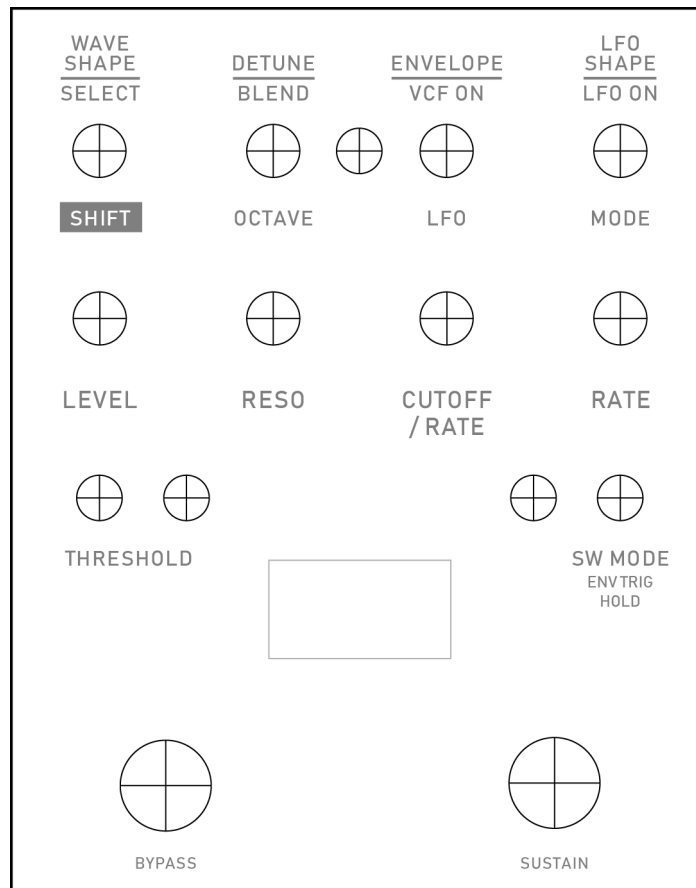 WAVE
SHAPE
SELECT
DETUNE
BLEND
ENVELOPE
VCF ON
LFO
SHAPE
LFO ON
SHIFT
OCTAVE
LFO
MODE
LEVEL
RESO
CUTOFF
/ RATE
RATE
THRESHOLD
SW MODE
ENV TRIG
HOLD
BYPASS
SUSTAIN